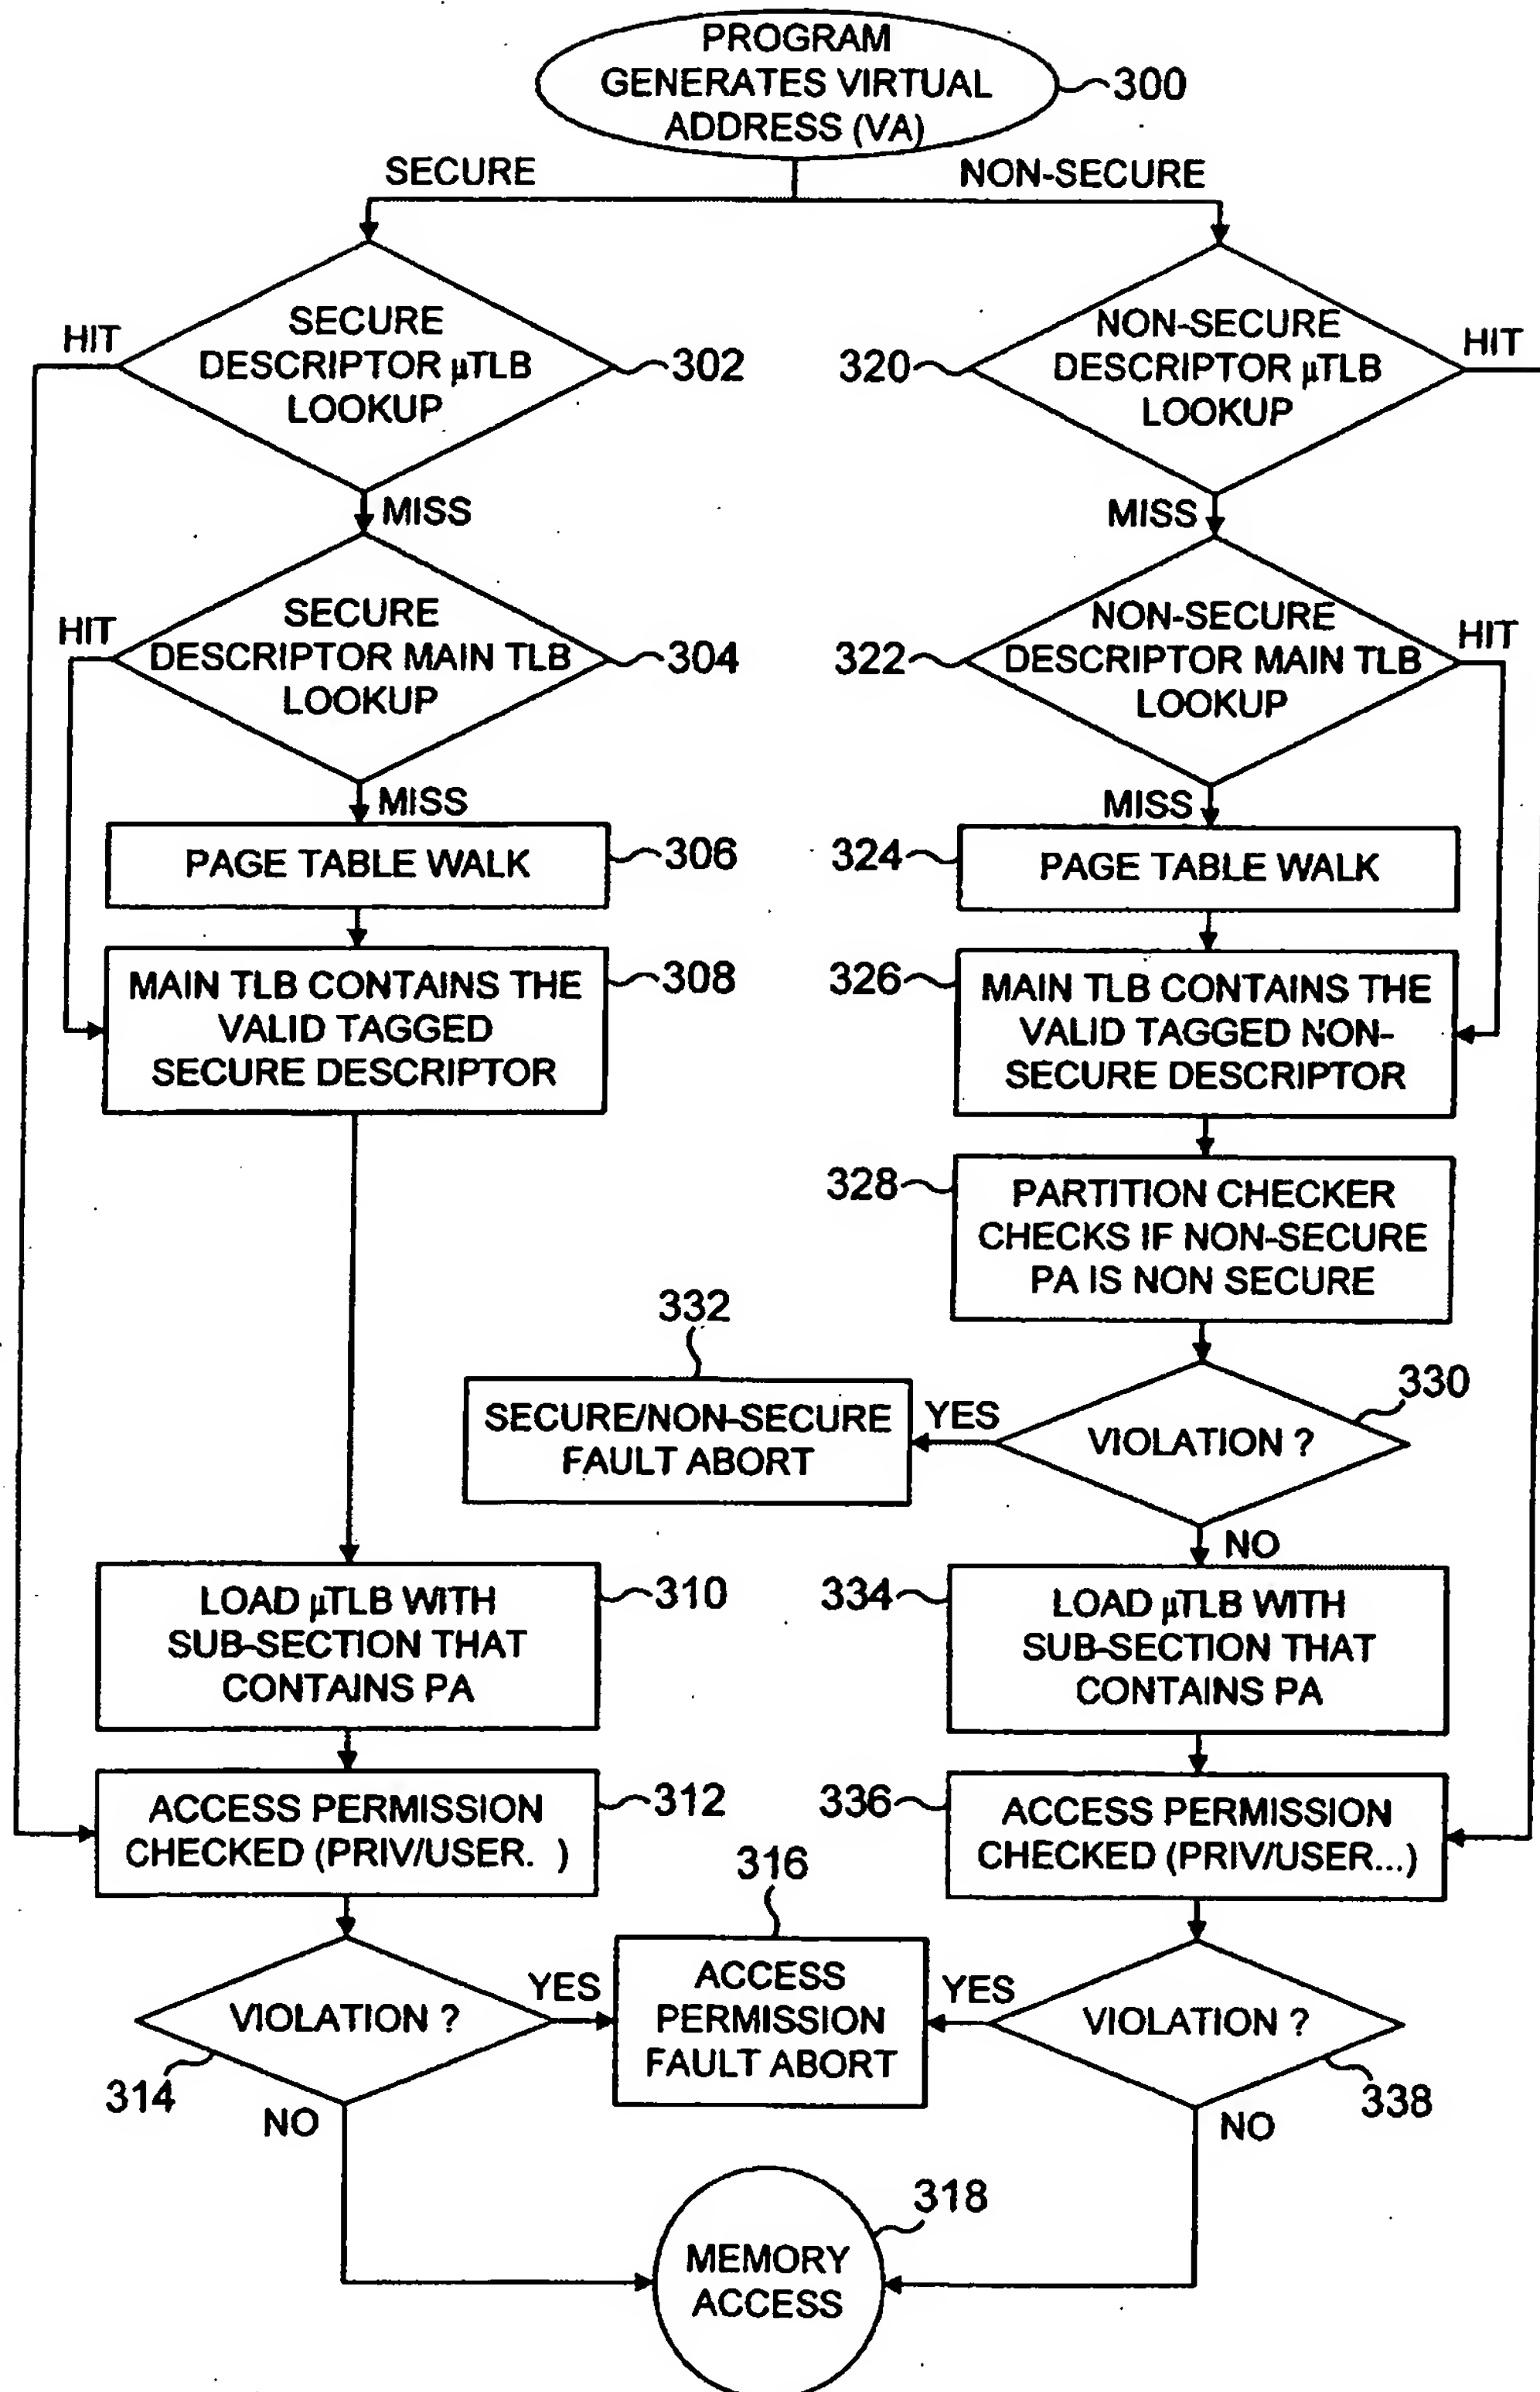 PROGRAM
GENERATES VIRTUAL
ADDRESS (VA)
300
SECURE
NON-SECURE
HIT
SECURE
DESCRIPTOR µTLB
LOOKUP
302
320
NON-SECURE
DESCRIPTOR µTLB
LOOKUP
HIT
MISS
MISS
HIT
SECURE
DESCRIPTOR MAIN TLB
LOOKUP
304
322
NON-SECURE
DESCRIPTOR MAIN TLB
LOOKUP
HIT
MISS
MISS
PAGE TABLE WALK
306
324
PAGE TABLE WALK
MAIN TLB CONTAINS THE
VALID TAGGED
SECURE DESCRIPTOR
308
326
MAIN TLB CONTAINS THE
VALID TAGGED NON-
SECURE DESCRIPTOR
328
PARTITION CHECKER
CHECKS IF NON-SECURE
PA IS NON SECURE
332
SECURE/NON-SECURE
FAULT ABORT
YES
VIOLATION ?
330
NO
LOAD µTLB WITH
SUB-SECTION THAT
CONTAINS PA
310
334
LOAD µTLB WITH
SUB-SECTION THAT
CONTAINS PA
ACCESS PERMISSION
CHECKED (PRIV/USER. )
312
336
ACCESS PERMISSION
CHECKED (PRIV/USER...)
316
VIOLATION ?
314
YES
ACCESS
PERMISSION
FAULT ABORT
YES
VIOLATION ?
338
NO
NO
318
MEMORY
ACCESS